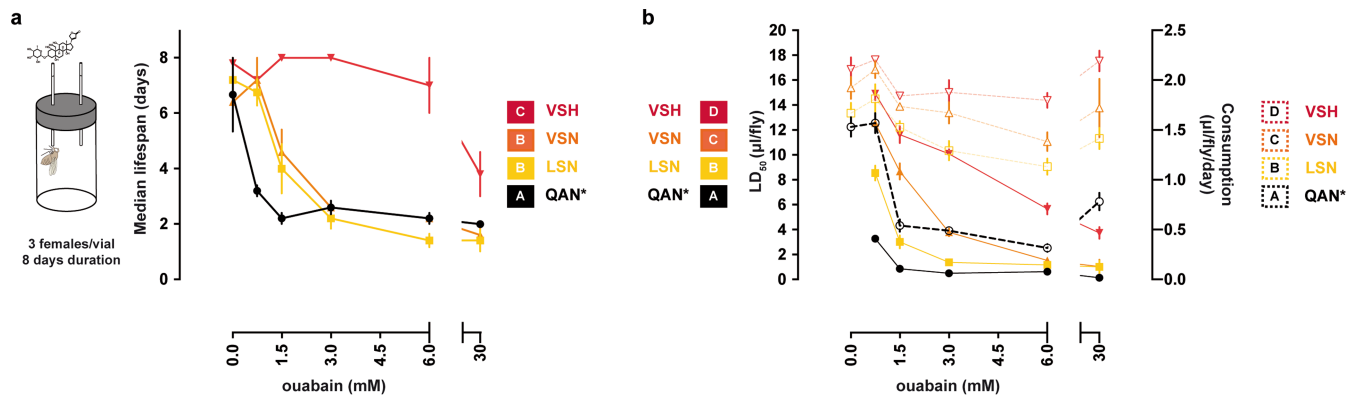 a
3 females/vial
8 days duration
Median lifespan (days)
8
6
4
2
0
0.0
1.5
3.0
4.5
6.0
30
ouabain (mM)
C VSH
B VSN
B LSN
A QAN*
b
VSH D
VSN C
LSN B
QAN* A
LD50 (µl/fly)
20
18
16
14
12
10
8
6
4
2
0
0.0
1.5
3.0
4.5
6.0
30
ouabain (mM)
2.5
2.0
1.5
1.0
0.5
0.0
Consumption
(µl/fly/day)
D VSH
C VSN
B LSN
A QAN*